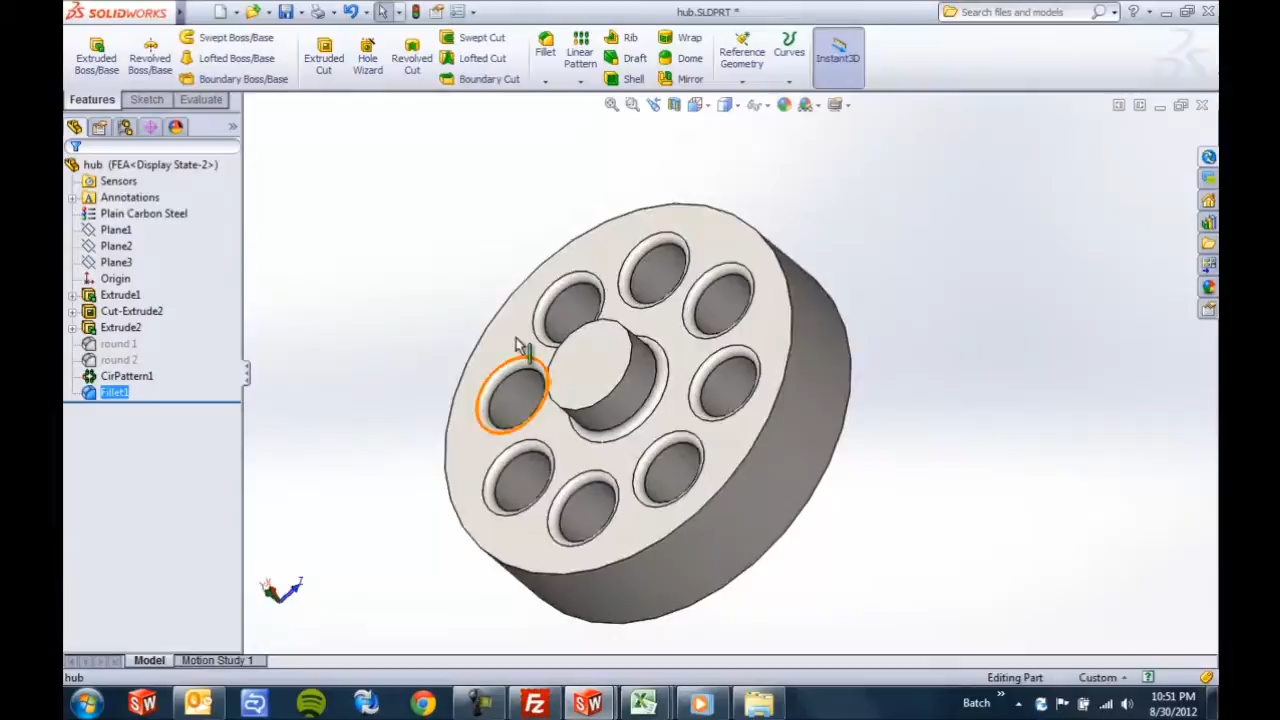 SOLIDWORKS
hub.SLDPRT *
Search files and models
Extruded Boss/Base
Revolved Boss/Base
Swept Boss/Base
Lofted Boss/Base
Boundary Boss/Base
Extruded Cut
Hole Wizard
Revolved Cut
Swept Cut
Lofted Cut
Boundary Cut
Fillet
Linear Pattern
Rib
Draft
Shell
Wrap
Dome
Mirror
Reference Geometry
Curves
Instant3D
Features
Sketch
Evaluate
hub (FEA<Display State-2>)
Sensors
Annotations
Plain Carbon Steel
Plane1
Plane2
Plane3
Origin
Extrude1
Cut-Extrude2
Extrude2
round 1
round 2
CirPattern1
Fillet1
Z
Model
Motion Study 1
hub
Editing Part
Custom
Batch
10:51 PM
8/30/2012